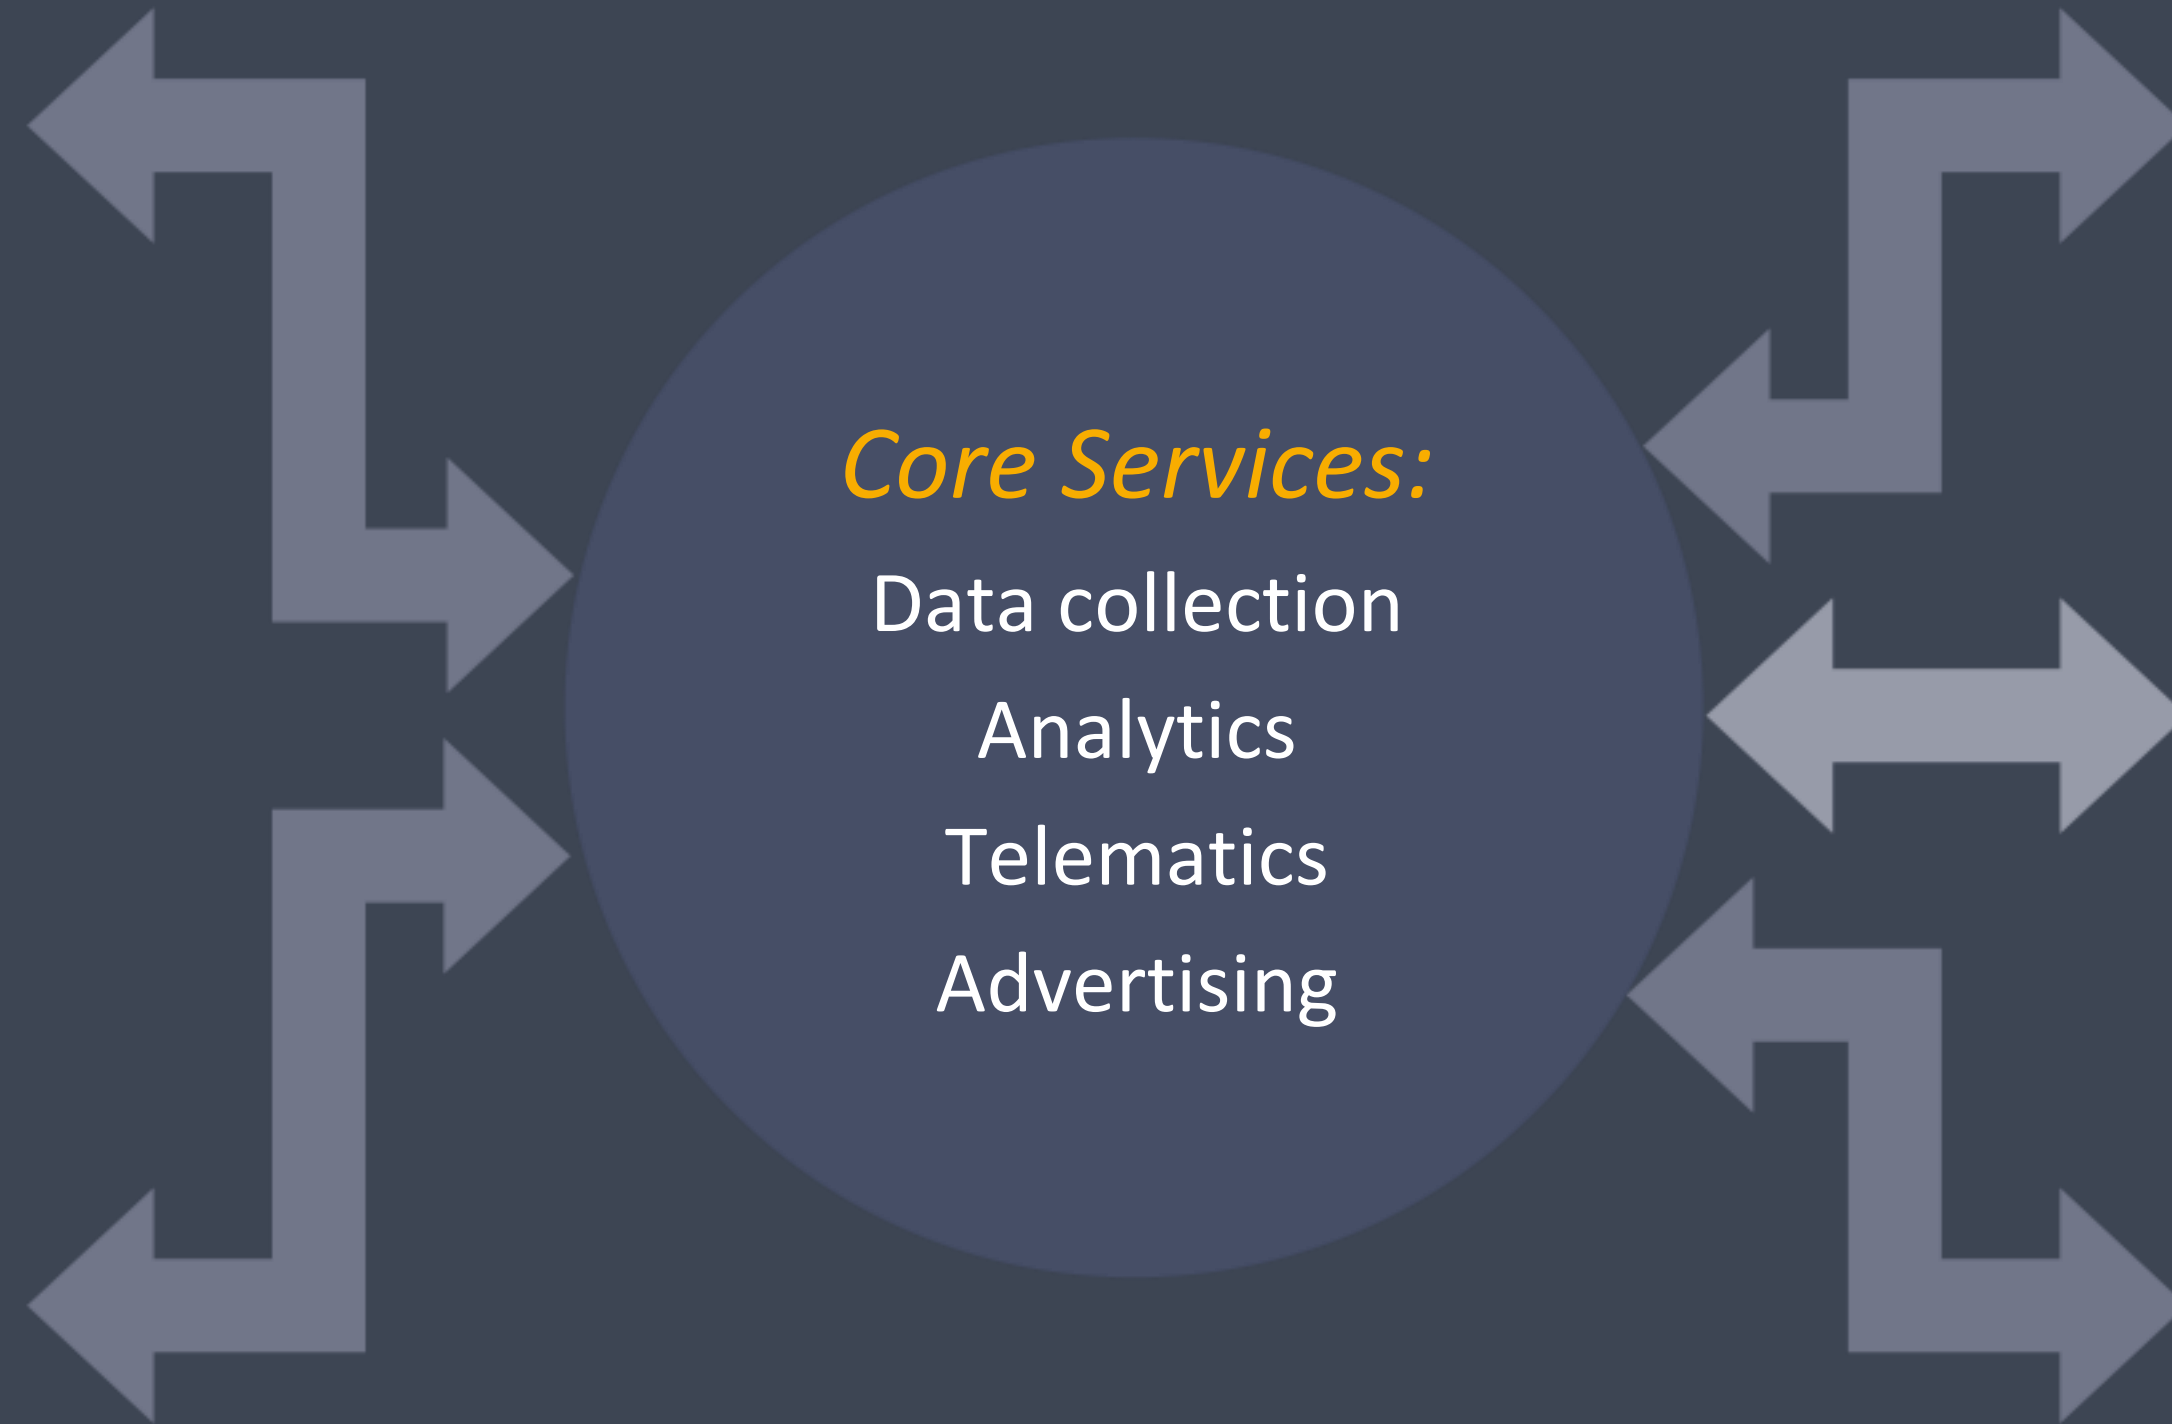 Core Services:
Data collection
Analytics
Telematics
Advertising